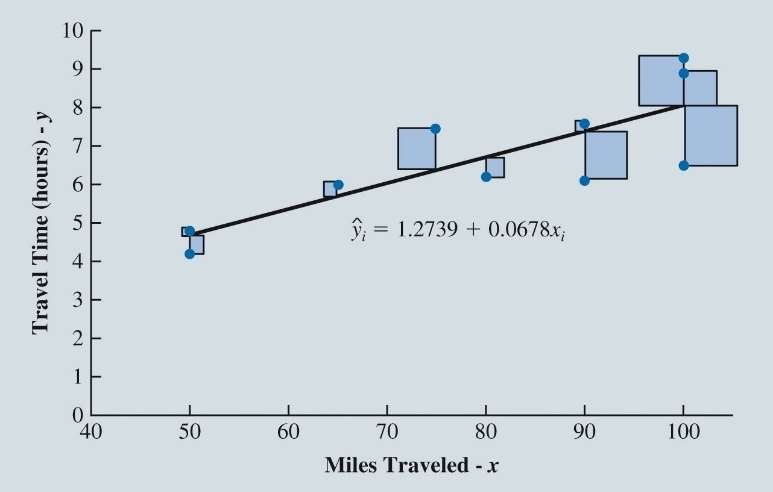 10
9
8
7
6
5
4
3
2
1
0
Travel Time (hours) - y
ŷᵢ = 1.2739 + 0.0678xᵢ
40 50 60 70 80 90 100
Miles Traveled - x